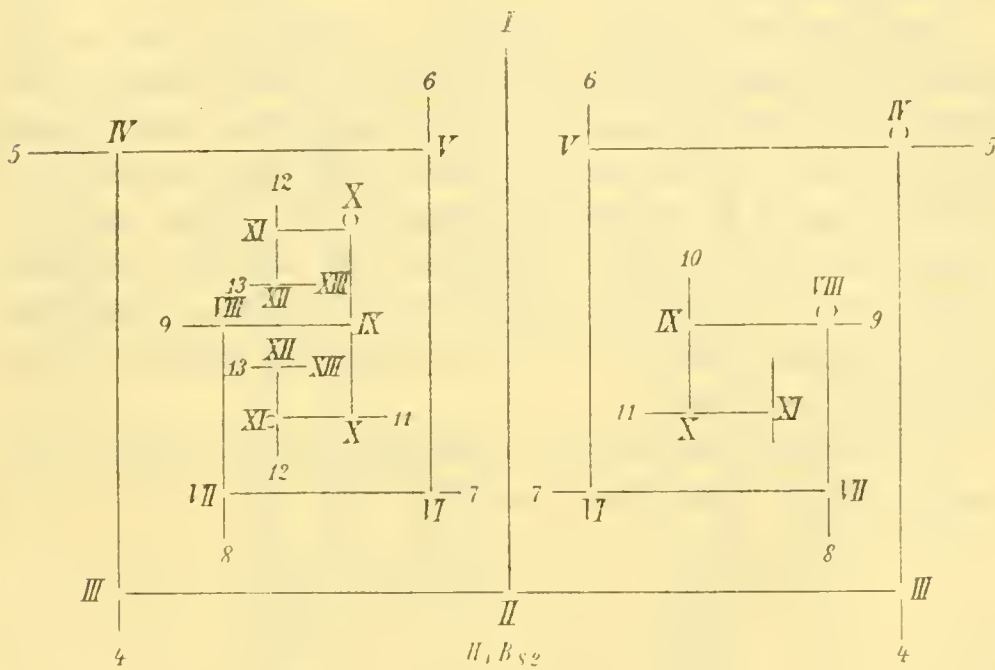 I
6 6
IV V V IV
5 5
12 X
XI 10
13 XII XIII VIII
VIII
9 IX IX 9
XII
13 XIII
XI X 11 11 X XI
12
VII VI 7 7 VI VII
8 8
III II III
4 4